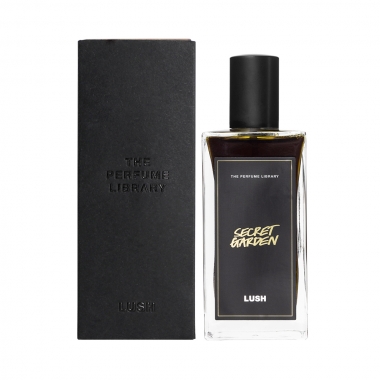 THE
PERFUME
LIBRARY
LUSH
THE PERFUME LIBRARY
SECRET
GARDEN
LUSH